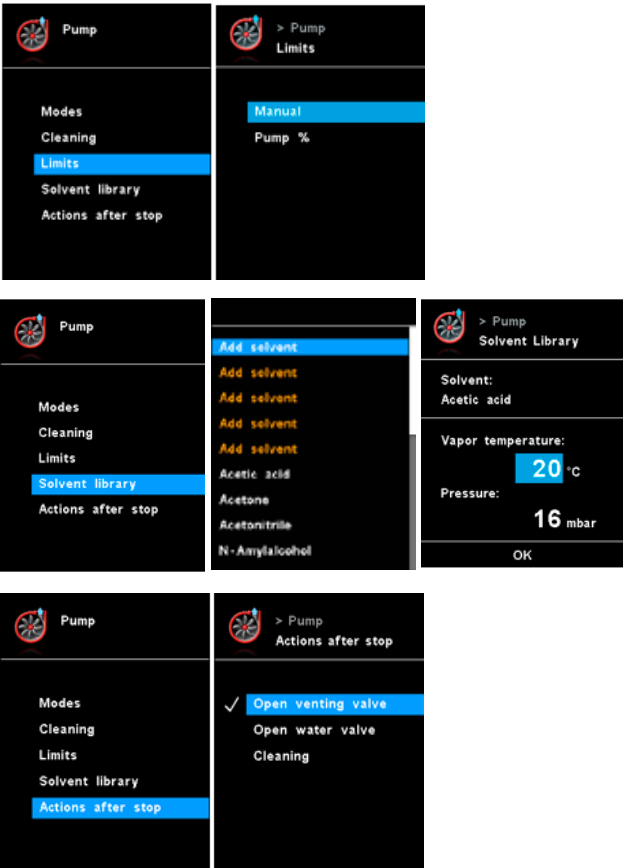 Pump
Modes
Cleaning
Limits
Solvent library
Actions after stop
> Pump
Limits
Manual
Pump %
Pump
Modes
Cleaning
Limits
Solvent library
Actions after stop
Add solvent
Add solvent
Add solvent
Add solvent
Add solvent
Acetic acid
Acetone
Acetonitrile
N-Amylalcohol
> Pump
Solvent Library
Solvent:
Acetic acid
Vapor temperature:
20 °C
Pressure:
16 mbar
OK
Pump
Modes
Cleaning
Limits
Solvent library
Actions after stop
> Pump
Actions after stop
Open venting valve
Open water valve
Cleaning